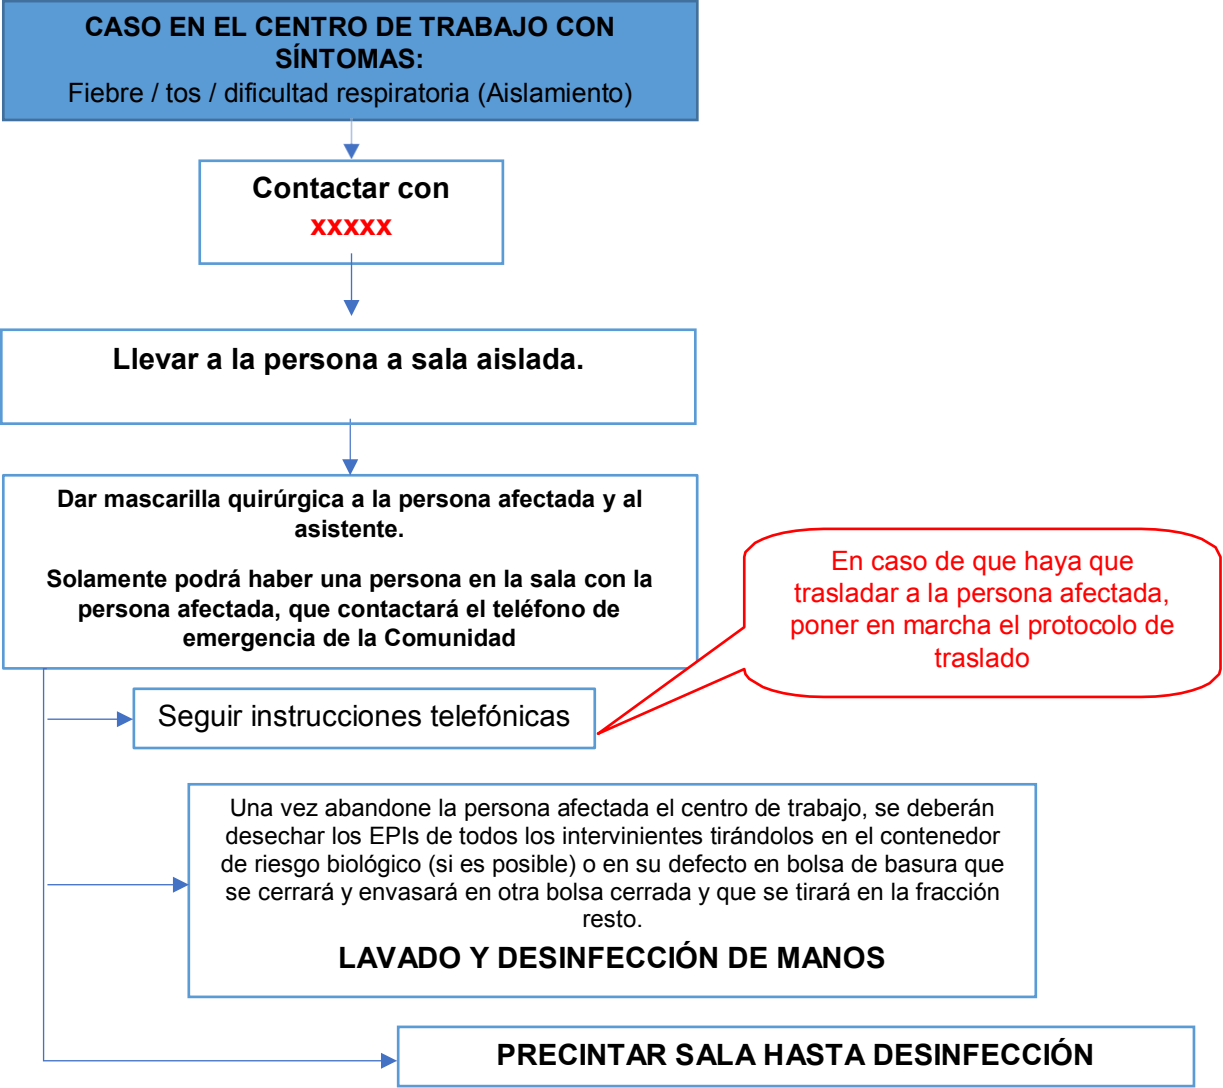 CASO EN EL CENTRO DE TRABAJO CON
SÍNTOMAS:
Fiebre / tos / dificultad respiratoria (Aislamiento)
Contactar con
xxxxx
Llevar a la persona a sala aislada.
Dar mascarilla quirúrgica a la persona afectada y al
asistente.
Solamente podrá haber una persona en la sala con la
persona afectada, que contactará el teléfono de
emergencia de la Comunidad
En caso de que haya que
trasladar a la persona afectada,
poner en marcha el protocolo de
traslado
Seguir instrucciones telefónicas
Una vez abandone la persona afectada el centro de trabajo, se deberán
desechar los EPIs de todos los intervinientes tirándolos en el contenedor
de riesgo biológico (si es posible) o en su defecto en bolsa de basura que
se cerrará y envasará en otra bolsa cerrada y que se tirará en la fracción
resto.
LAVADO Y DESINFECCIÓN DE MANOS
PRECINTAR SALA HASTA DESINFECCIÓN